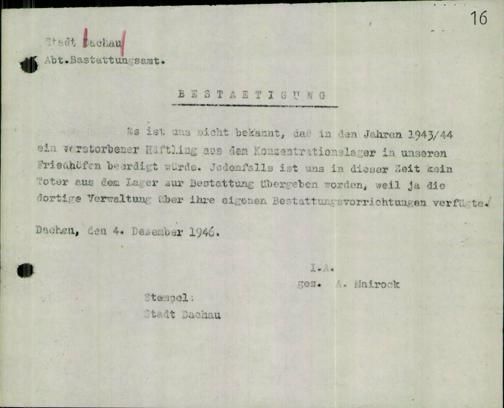 16
Stadt Dachau
Abt.Bestattungsamt.
BESTAETIGUNG
Es ist uns nicht bekannt, daß in den Jahren 1943/44
ein verstorbener Häftling aus dem Konzentrationslager in unseren
Friedhöfen beerdigt würde. Jedenfalls ist uns in dieser Zeit kein
Toter aus dem Lager zur Bestattung übergeben worden, weil ja die
dortige Verwaltung über ihre eigenen Bestattungsvorrichtungen verfügte.
Dachau, den 4. Dezember 1946.
I.A.
gez. A. Mairock
Stempel:
Stadt Dachau